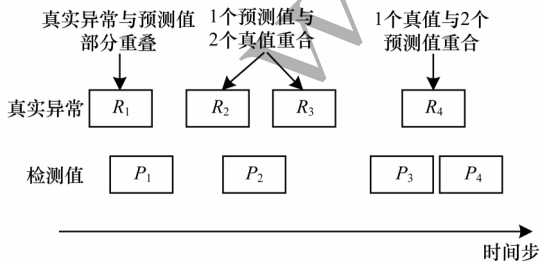 真实异常与预测值
部分重叠
1个预测值与
2个真值重合
1个真值与2个
预测值重合
真实异常 R₁ R₂ R₃ R₄
检测值 P₁ P₂ P₃ P₄
时间步